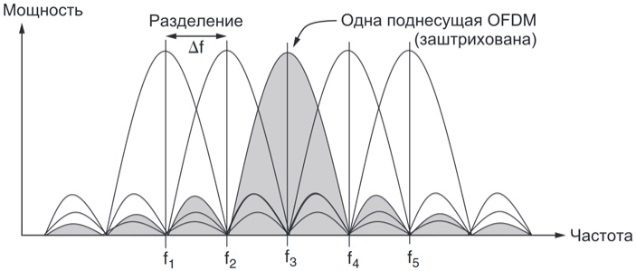 Мощность
Разделение
Δf
Одна поднесущая OFDM
(заштрихована)
Частота
f1 f2 f3 f4 f5